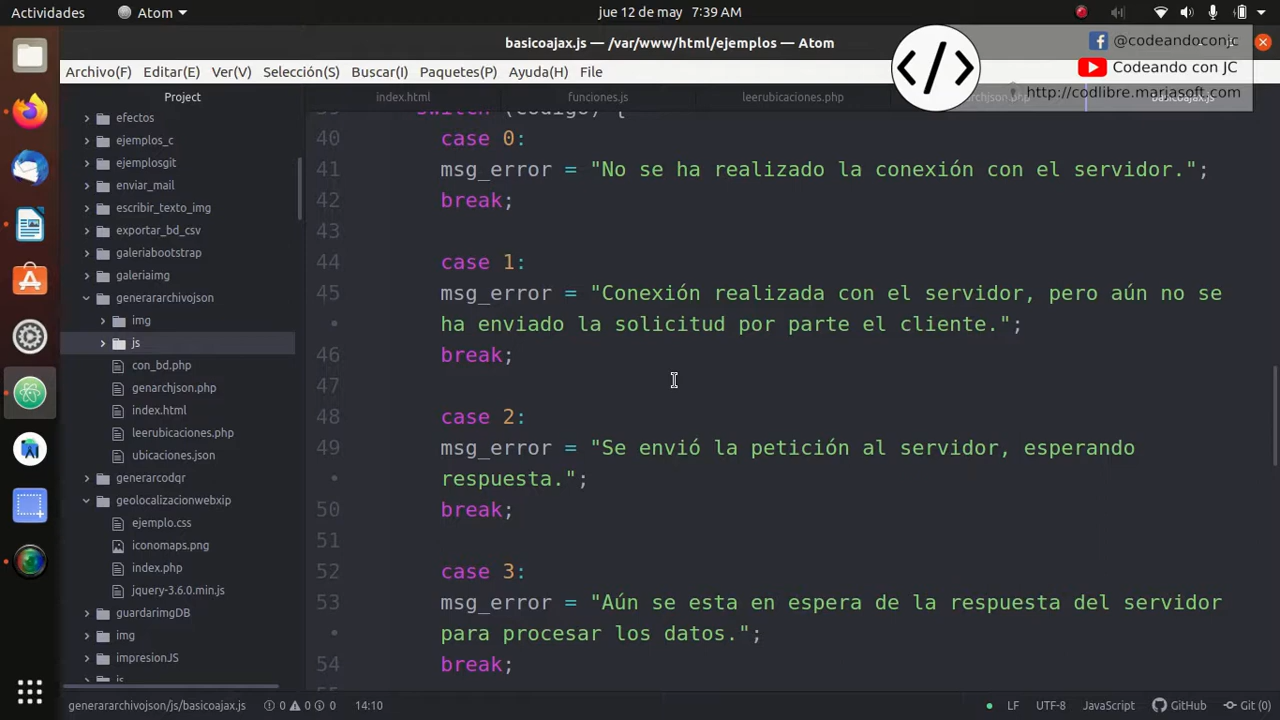 Actividades
Atom
jue 12 de may 7:39 AM
basicoajax.js — /var/www/html/ejemplos — Atom
@codeandoconjc
Codeando con JC
http://codlibre.marjasoft.com
Archivo(F) Editar(E) Ver(V) Selección(S) Buscar(I) Paquetes(P) Ayuda(H) File
Project
index.html
funciones.js
leerubicaciones.php
basicoajax.js
efectos
ejemplos_c
ejemplosgit
enviar_mail
escribir_texto_img
exportar_bd_csv
galeriabootstrap
galeriaimg
generararchivojson
img
js
con_bd.php
genarchjson.php
index.html
leerubicaciones.php
ubicaciones.json
generarcodqr
geolocalizacionwebxip
ejemplo.css
iconomaps.png
index.php
jquery-3.6.0.min.js
guardarimgDB
img
impresionJS
switch (codigo) {
40 case 0:
41 msg_error = "No se ha realizado la conexión con el servidor.";
42 break;
43
44 case 1:
45 msg_error = "Conexión realizada con el servidor, pero aún no se
• ha enviado la solicitud por parte el cliente.";
46 break;
47
48 case 2:
49 msg_error = "Se envió la petición al servidor, esperando
• respuesta.";
50 break;
51
52 case 3:
53 msg_error = "Aún se esta en espera de la respuesta del servidor
• para procesar los datos.";
54 break;
generararchivojson/js/basicoajax.js 0 0 0 14:10
LF UTF-8 JavaScript GitHub Git (0)